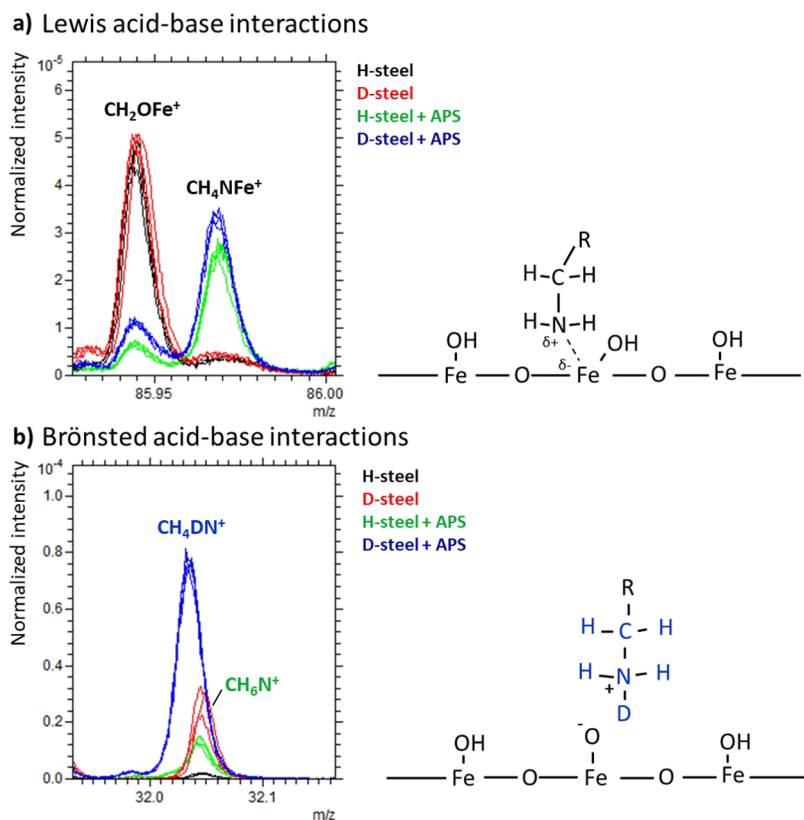 a) Lewis acid-base interactions
10⁻⁵
H-steel
D-steel
H-steel + APS
D-steel + APS
Normalized intensity
6
5
4
3
2
1
0
CH₂OFe⁺
CH₄NFe⁺
85.95
86.00
m/z
R
H C H
H N H
δ+
OH
OH
OH
δ-
Fe O Fe O Fe
b) Brönsted acid-base interactions
10⁻⁴
H-steel
D-steel
H-steel + APS
D-steel + APS
Normalized intensity
1.0
0.8
0.6
0.4
0.2
0.0
CH₄DN⁺
CH₆N⁺
32.0
32.1
m/z
R
H C H
H N H
+
D
OH
-O
OH
Fe O Fe O Fe